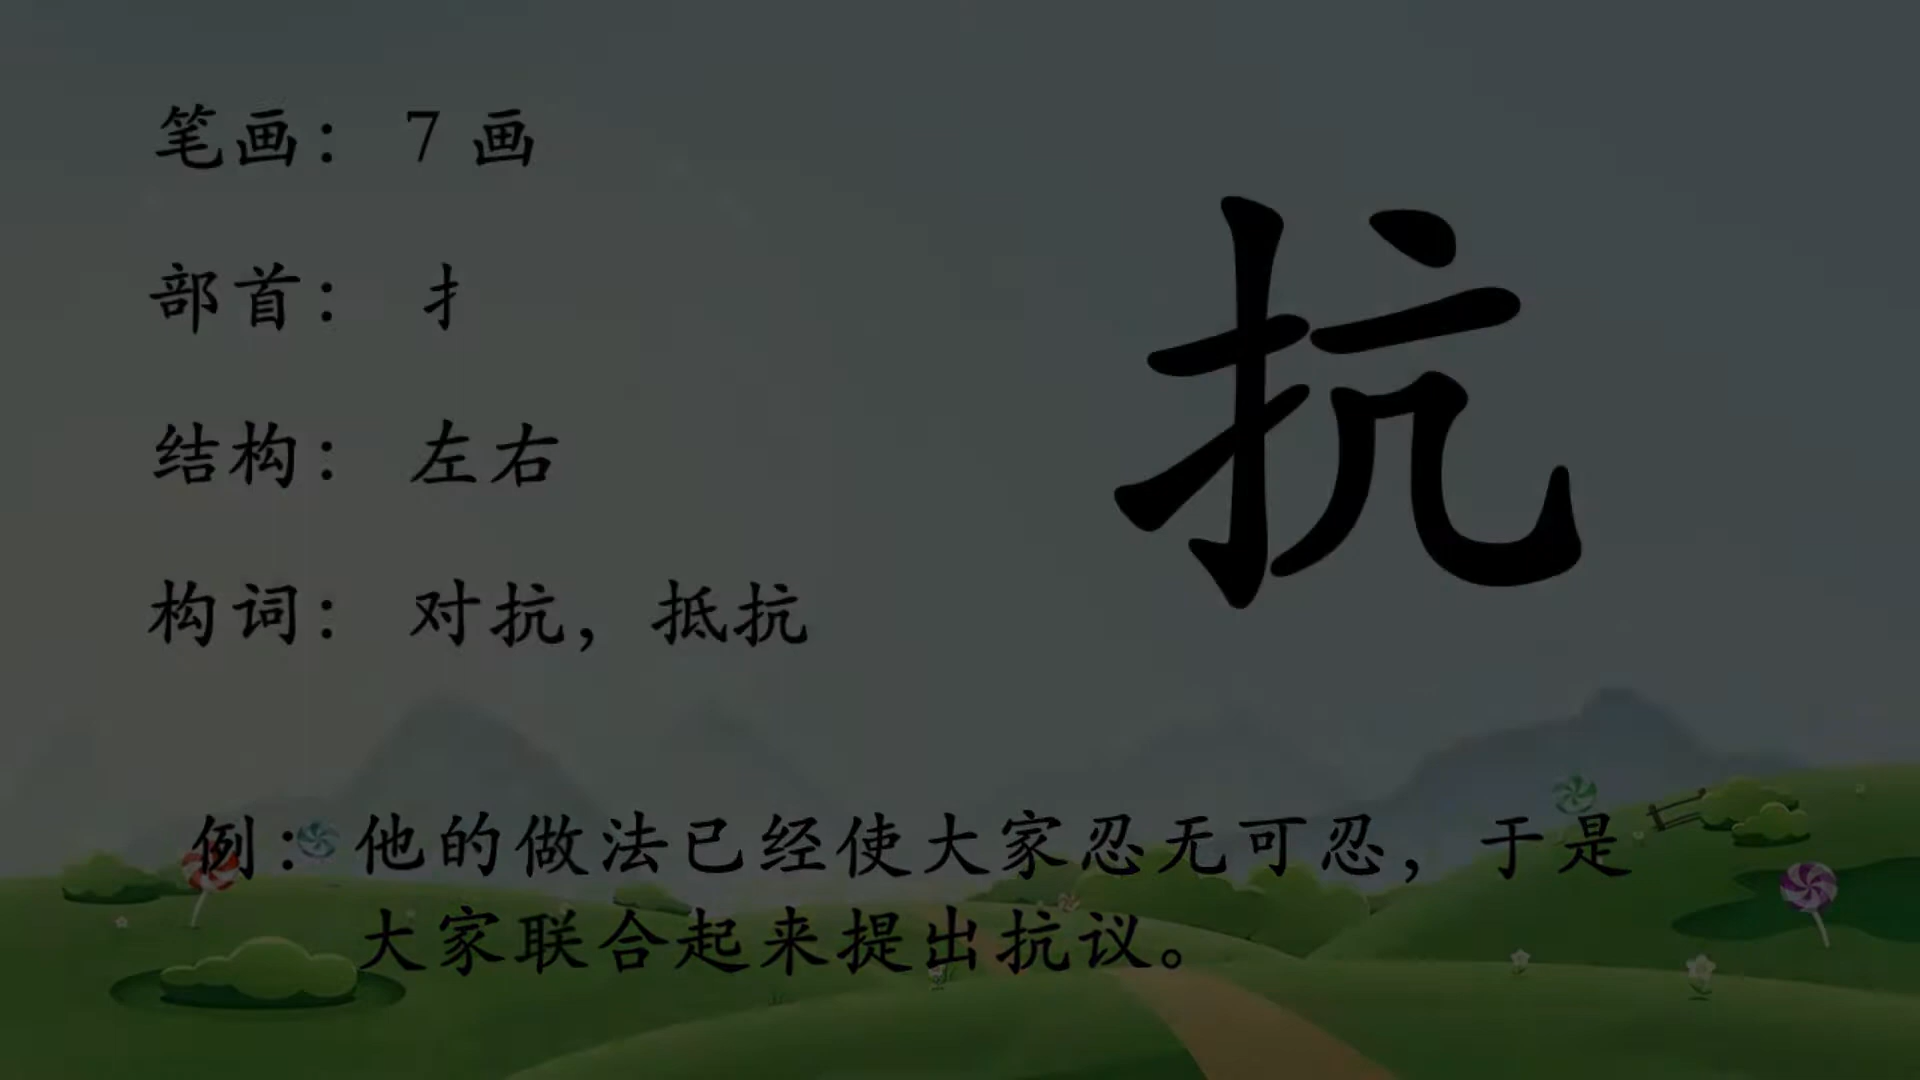 笔画： 7 画
部首： 扌
结构： 左右
构词： 对抗，抵抗
抗
例：他的做法已经使大家忍无可忍，于是
大家联合起来提出抗议。